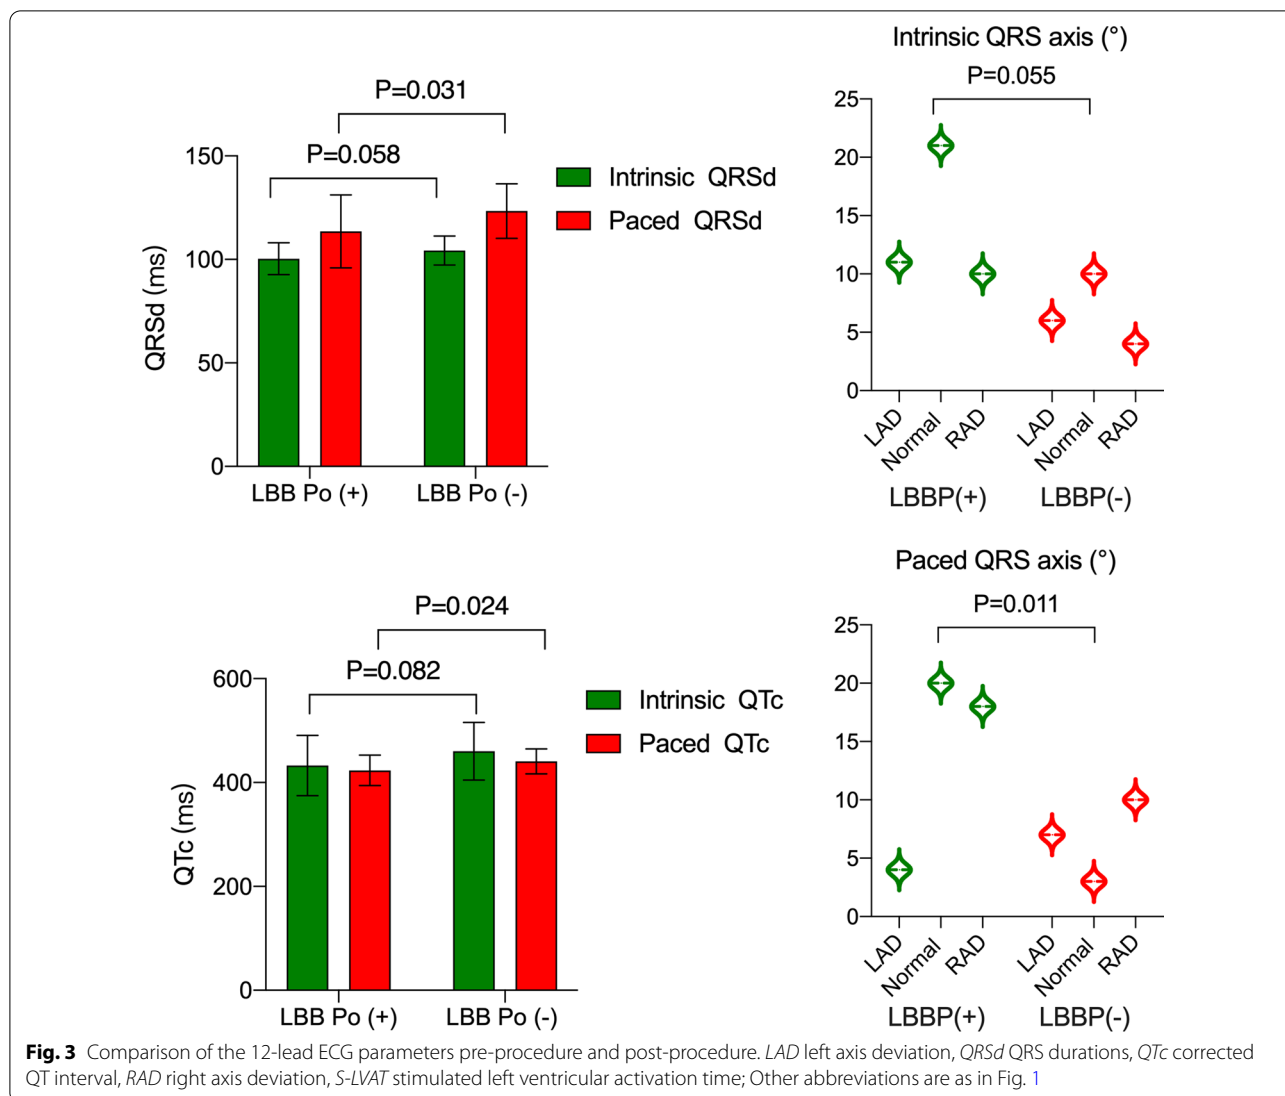 P=0.031
P=0.058
150
100
50
0
QRSd (ms)
LBB Po (+)
LBB Po (-)
Intrinsic QRSd
Paced QRSd
Intrinsic QRS axis (°)
P=0.055
25
20
15
10
5
0
LAD
Normal
RAD
LAD
Normal
RAD
LBBP(+)
LBBP(-)
P=0.024
P=0.082
600
400
200
0
QTc (ms)
LBB Po (+)
LBB Po (-)
Intrinsic QTc
Paced QTc
Paced QRS axis (°)
P=0.011
25
20
15
10
5
0
LAD
Normal
RAD
LAD
Normal
RAD
LBBP(+)
LBBP(-)
Fig. 3 Comparison of the 12-lead ECG parameters pre-procedure and post-procedure. LAD left axis deviation, QRSd QRS durations, QTc corrected
QT interval, RAD right axis deviation, S-LVAT stimulated left ventricular activation time; Other abbreviations are as in Fig. 1